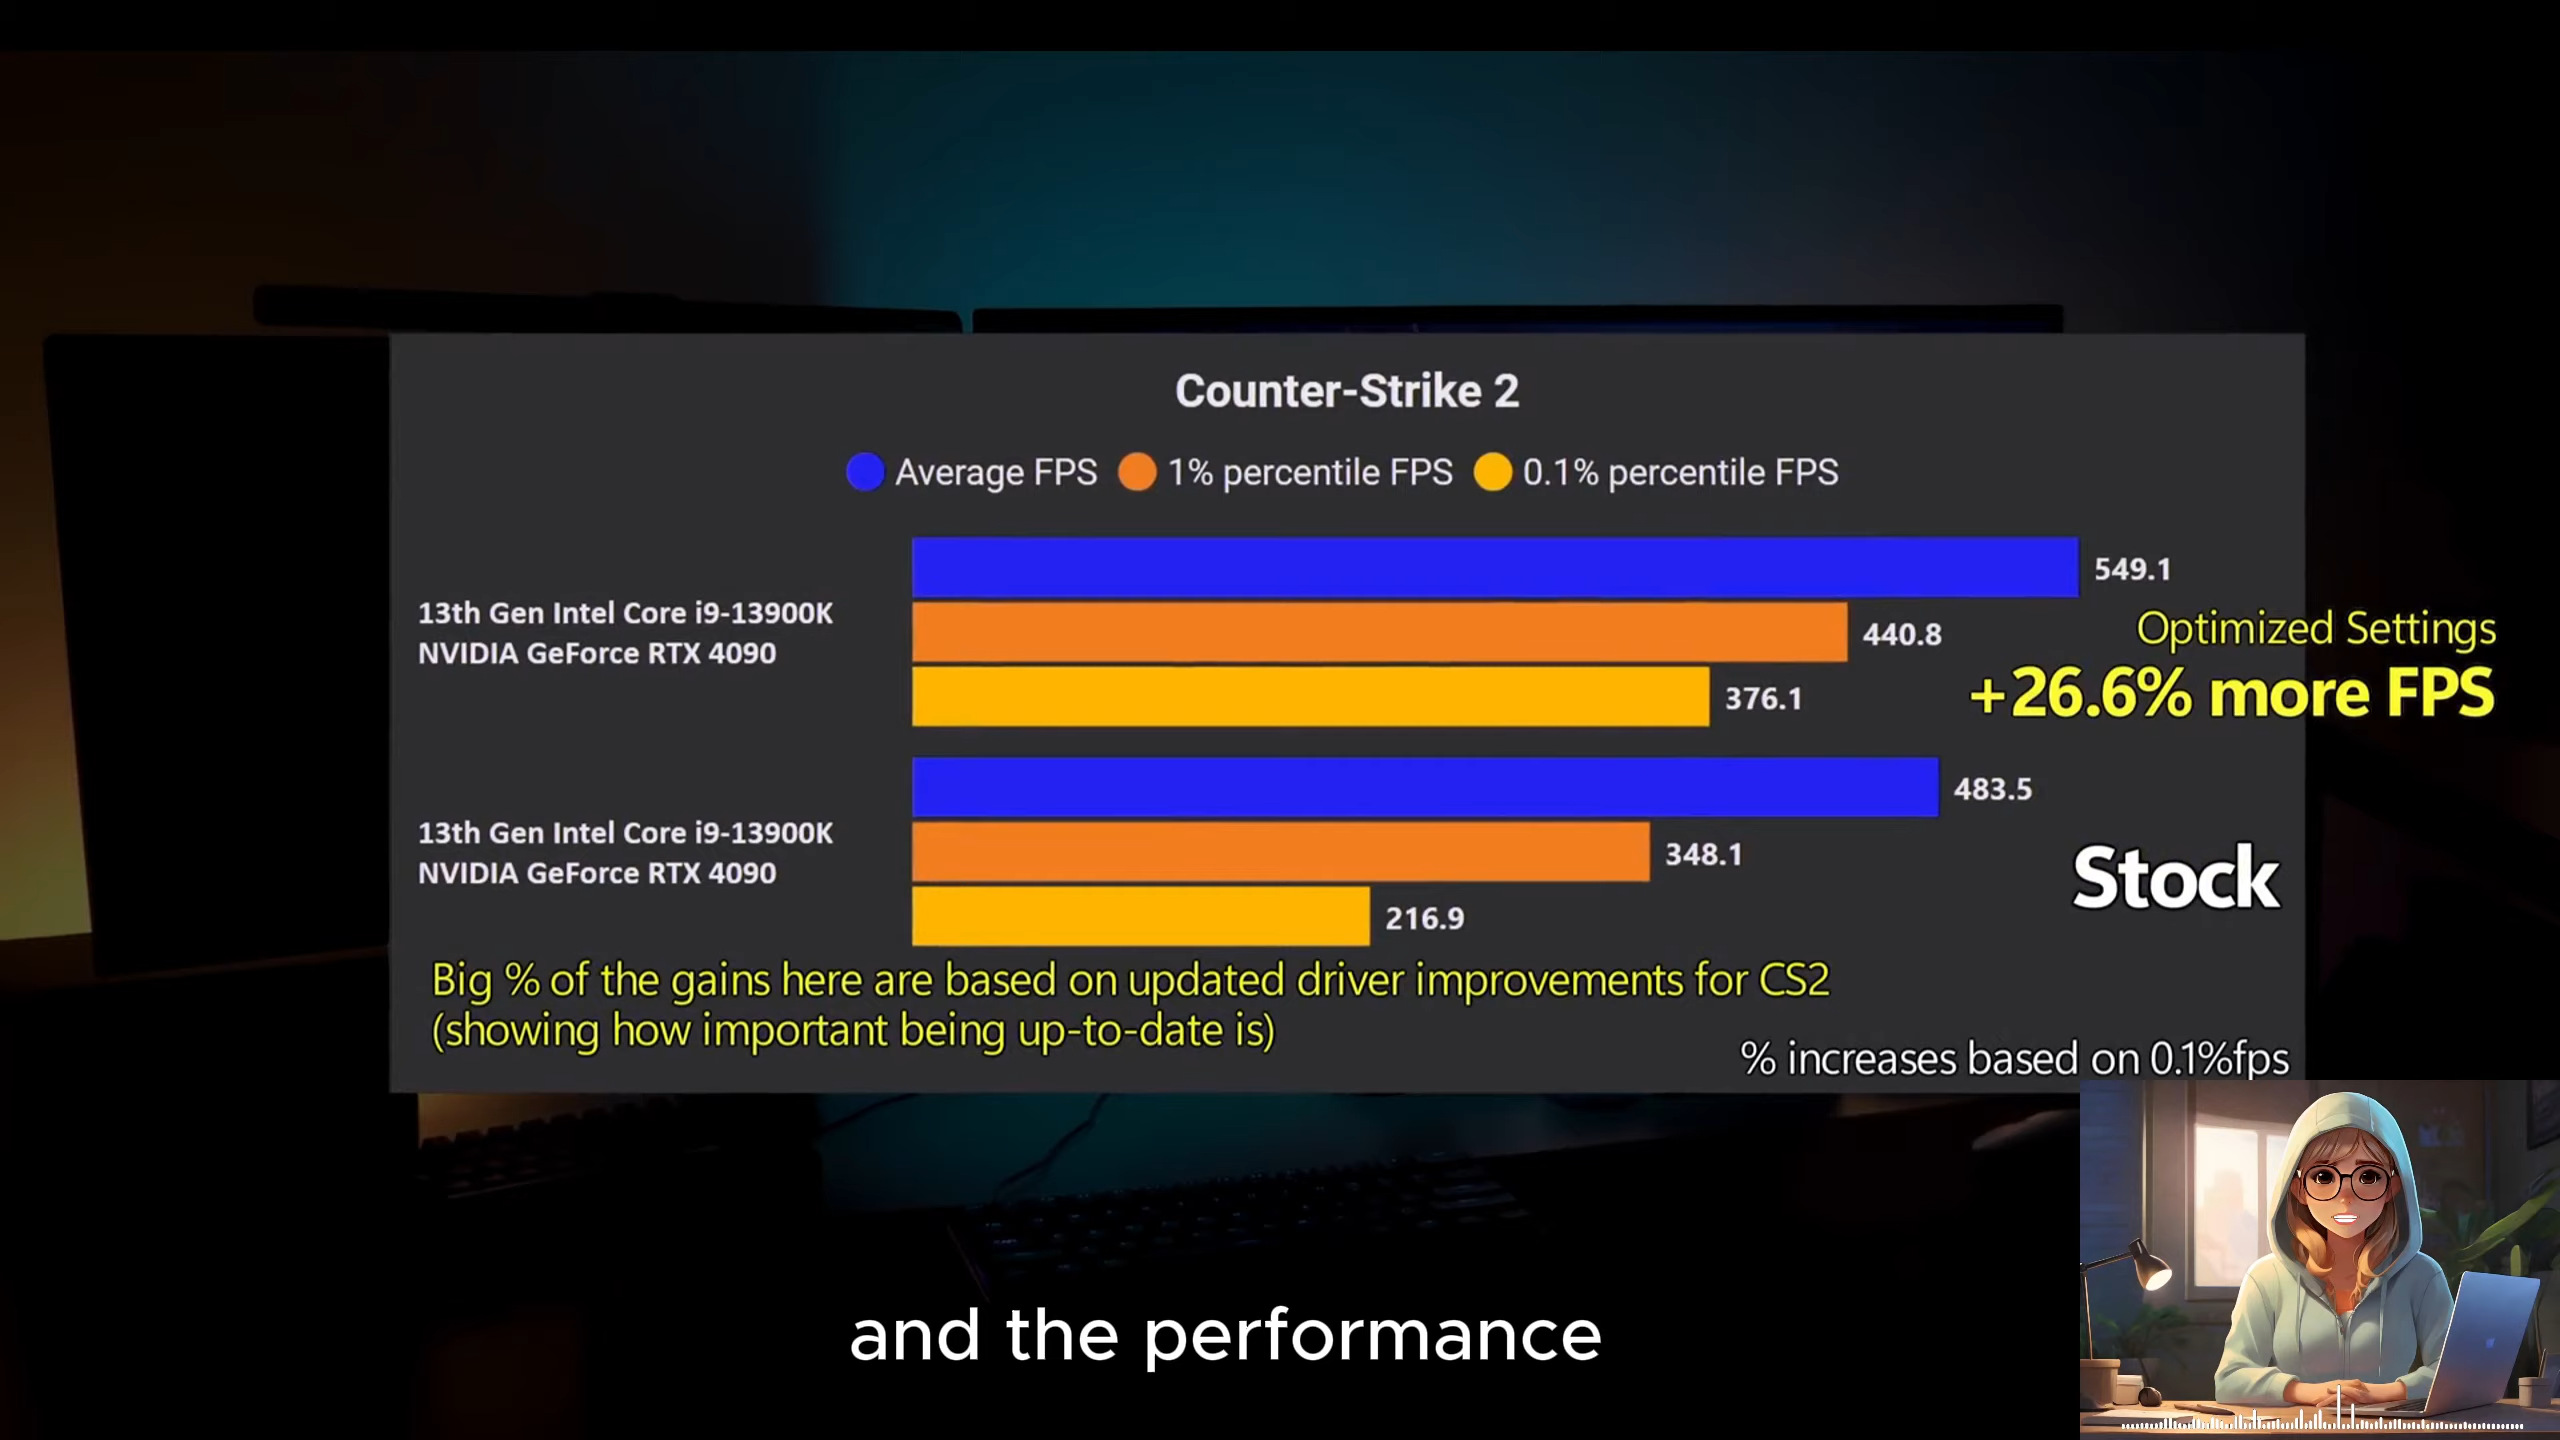 Counter-Strike 2
Average FPS 1% percentile FPS 0.1% percentile FPS
549.1
13th Gen Intel Core i9-13900K
NVIDIA GeForce RTX 4090
440.8
376.1
Optimized Settings
+26.6% more FPS
483.5
13th Gen Intel Core i9-13900K
NVIDIA GeForce RTX 4090
348.1
216.9
Stock
Big % of the gains here are based on updated driver improvements for CS2
(showing how important being up-to-date is)
% increases based on 0.1%fps
and the performance